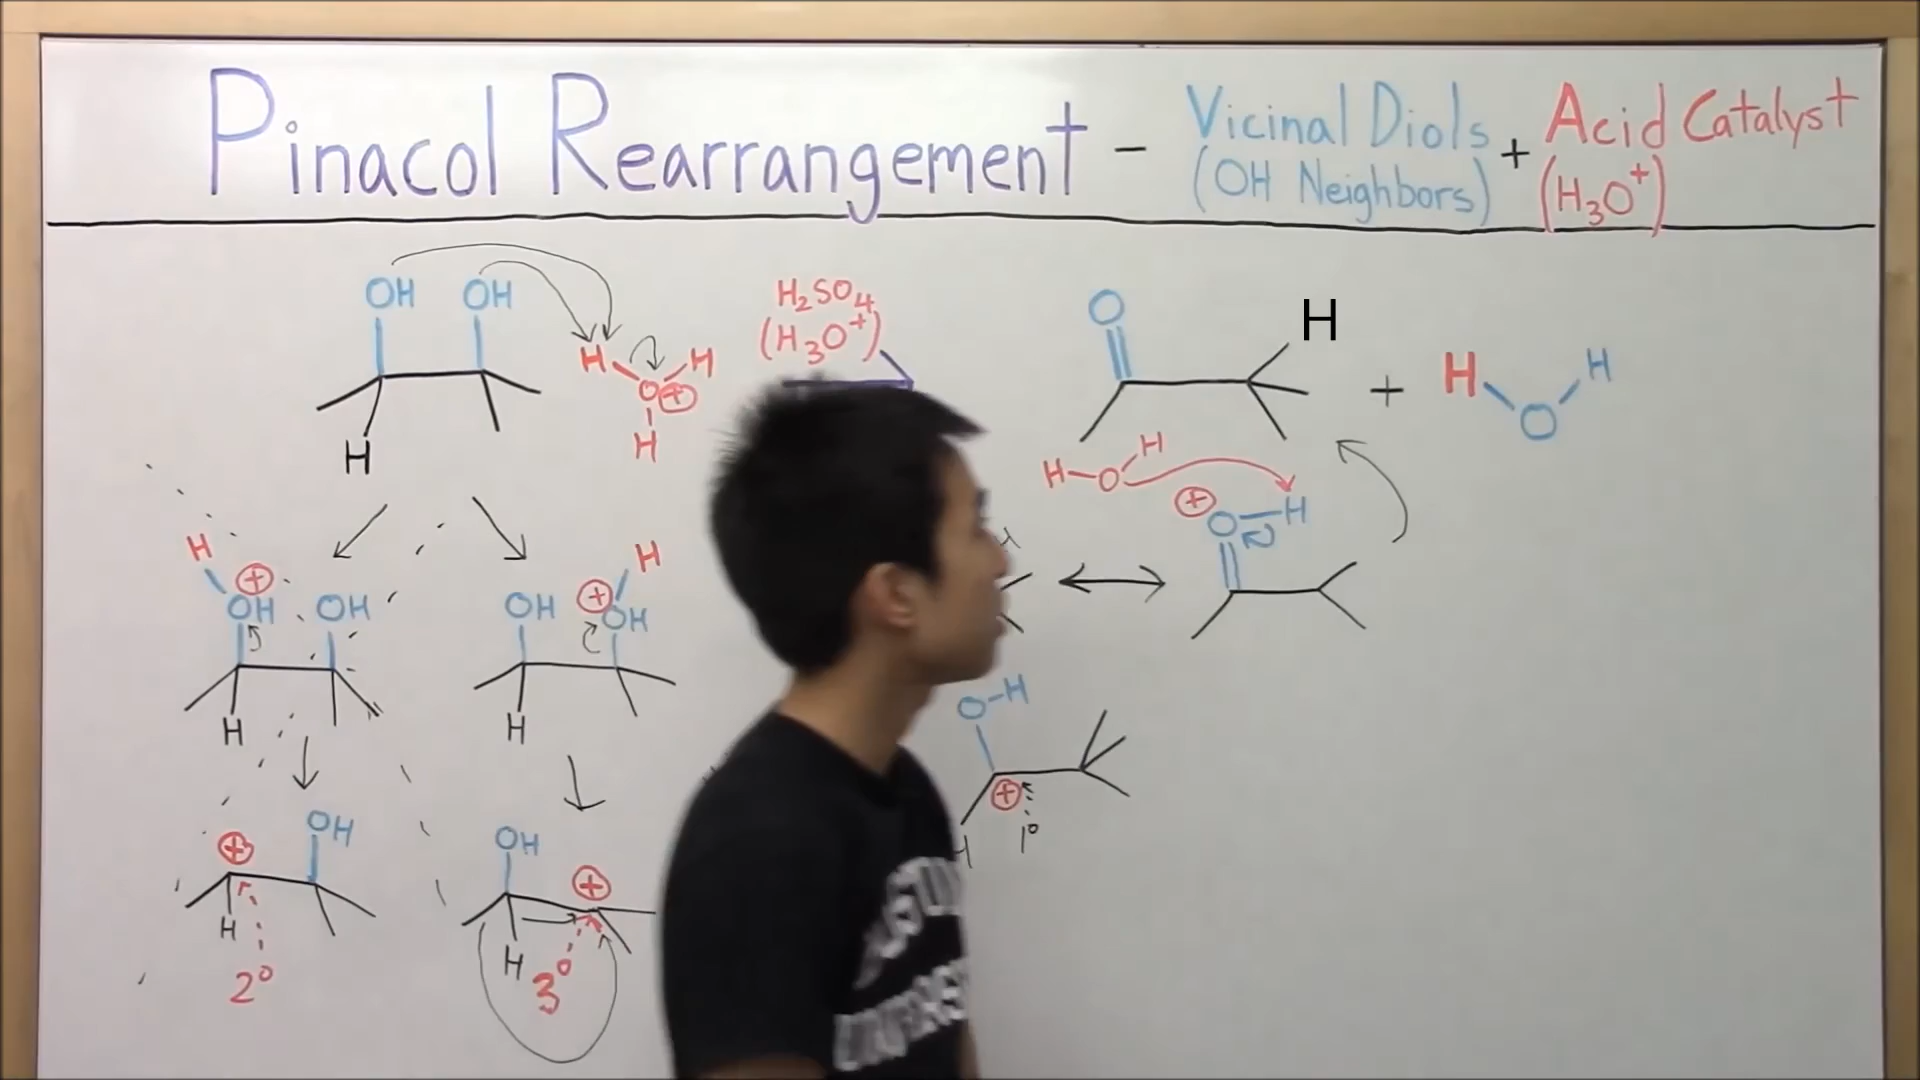 Pinacol Rearrangement - Vicinal Diols + Acid Catalyst
(OH Neighbors) (H₃O⁺)
OH OH
H₂SO₄
(H₃O⁺)
H H
O ⊕
H
H
O H
+
H H
O
H H
O
H
⊕
OH OH
H
OH ⊕ H
OH
H
⊕ O H
O H
⊕
1°
H
⊕ OH
H
2°
OH ⊕
H 3°